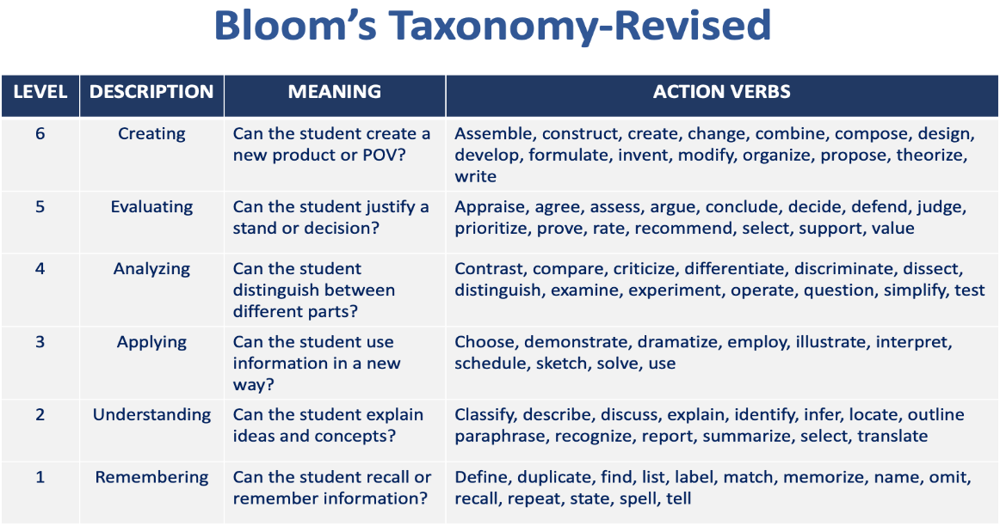 Bloom's Taxonomy-Revised
LEVEL DESCRIPTION MEANING ACTION VERBS
6 Creating Can the student create a Assemble, construct, create, change, combine, compose, design,
new product or POV? develop, formulate, invent, modify, organize, propose, theorize,
write
5 Evaluating Can the student justify a Appraise, agree, assess, argue, conclude, decide, defend, judge,
stand or decision? prioritize, prove, rate, recommend, select, support, value
4 Analyzing Can the student Contrast, compare, criticize, differentiate, discriminate, dissect,
distinguish between distinguish, examine, experiment, operate, question, simplify, test
different parts?
3 Applying Can the student use Choose, demonstrate, dramatize, employ, illustrate, interpret,
information in a new schedule, sketch, solve, use
way?
2 Understanding Can the student explain Classify, describe, discuss, explain, identify, infer, locate, outline
ideas and concepts? paraphrase, recognize, report, summarize, select, translate
1 Remembering Can the student recall or Define, duplicate, find, list, label, match, memorize, name, omit,
remember information? recall, repeat, state, spell, tell